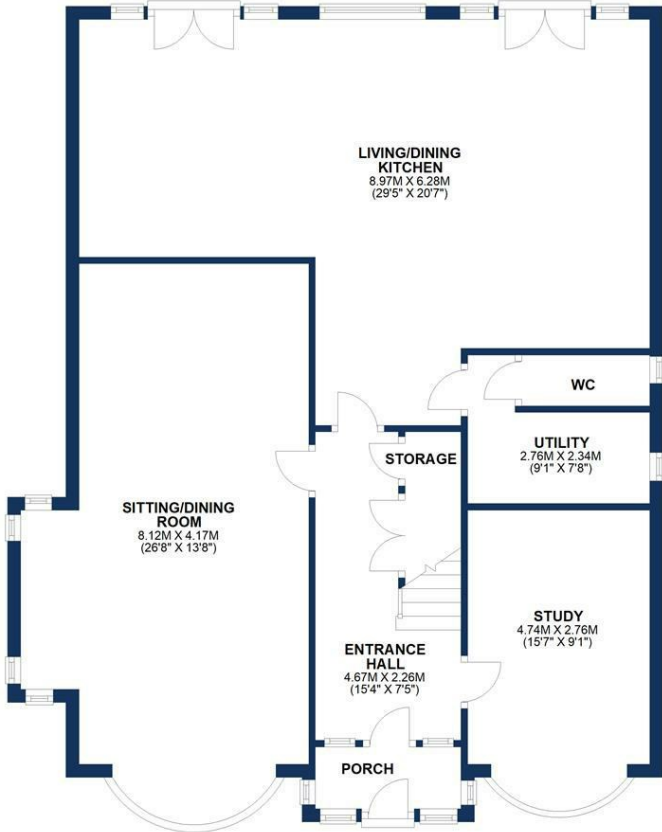 LIVING/DINING
KITCHEN
8.97M X 6.28M
(29'5" X 20'7")
WC
UTILITY
2.76M X 2.34M
(9'1" X 7'8")
STORAGE
SITTING/DINING
ROOM
8.12M X 4.17M
(26'8" X 13'8")
STUDY
4.74M X 2.76M
(15'7" X 9'1")
ENTRANCE
HALL
4.67M X 2.26M
(15'4" X 7'5")
PORCH